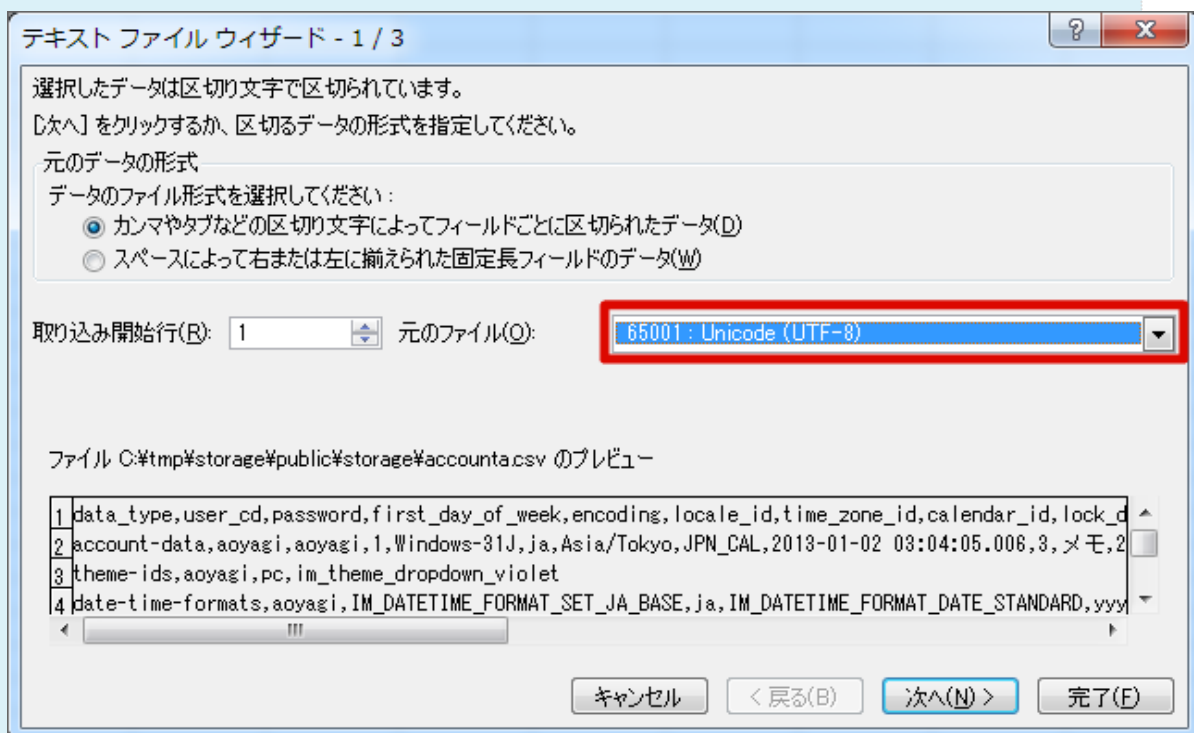 テキスト ファイル ウィザード - 1 / 3
選択したデータは区切り文字で区切られています。
[次へ] をクリックするか、区切るデータの形式を指定してください。
元のデータの形式
データのファイル形式を選択してください:
カンマやタブなどの区切り文字によってフィールドごとに区切られたデータ(D)
スペースによって右または左に揃えられた固定長フィールドのデータ(W)
取り込み開始行(R): 1 元のファイル(O): 65001 : Unicode (UTF-8)
ファイル C:¥tmp¥storage¥public¥storage¥accounta.csv のプレビュー
1 data_type,user_cd,password,first_day_of_week,encoding,locale_id,time_zone_id,calendar_id,lock_d
2 account-data,aoyagi,aoyagi,1,Windows-31J,ja,Asia/Tokyo,JPN_CAL,2013-01-02 03:04:05.006,3,メモ,2
3 theme-ids,aoyagi,pc,im_theme_dropdown_violet
4 date-time-formats,aoyagi,IM_DATETIME_FORMAT_SET_JA_BASE,ja,IM_DATETIME_FORMAT_DATE_STANDARD,yyy
キャンセル < 戻る(B) 次へ(N) > 完了(F)